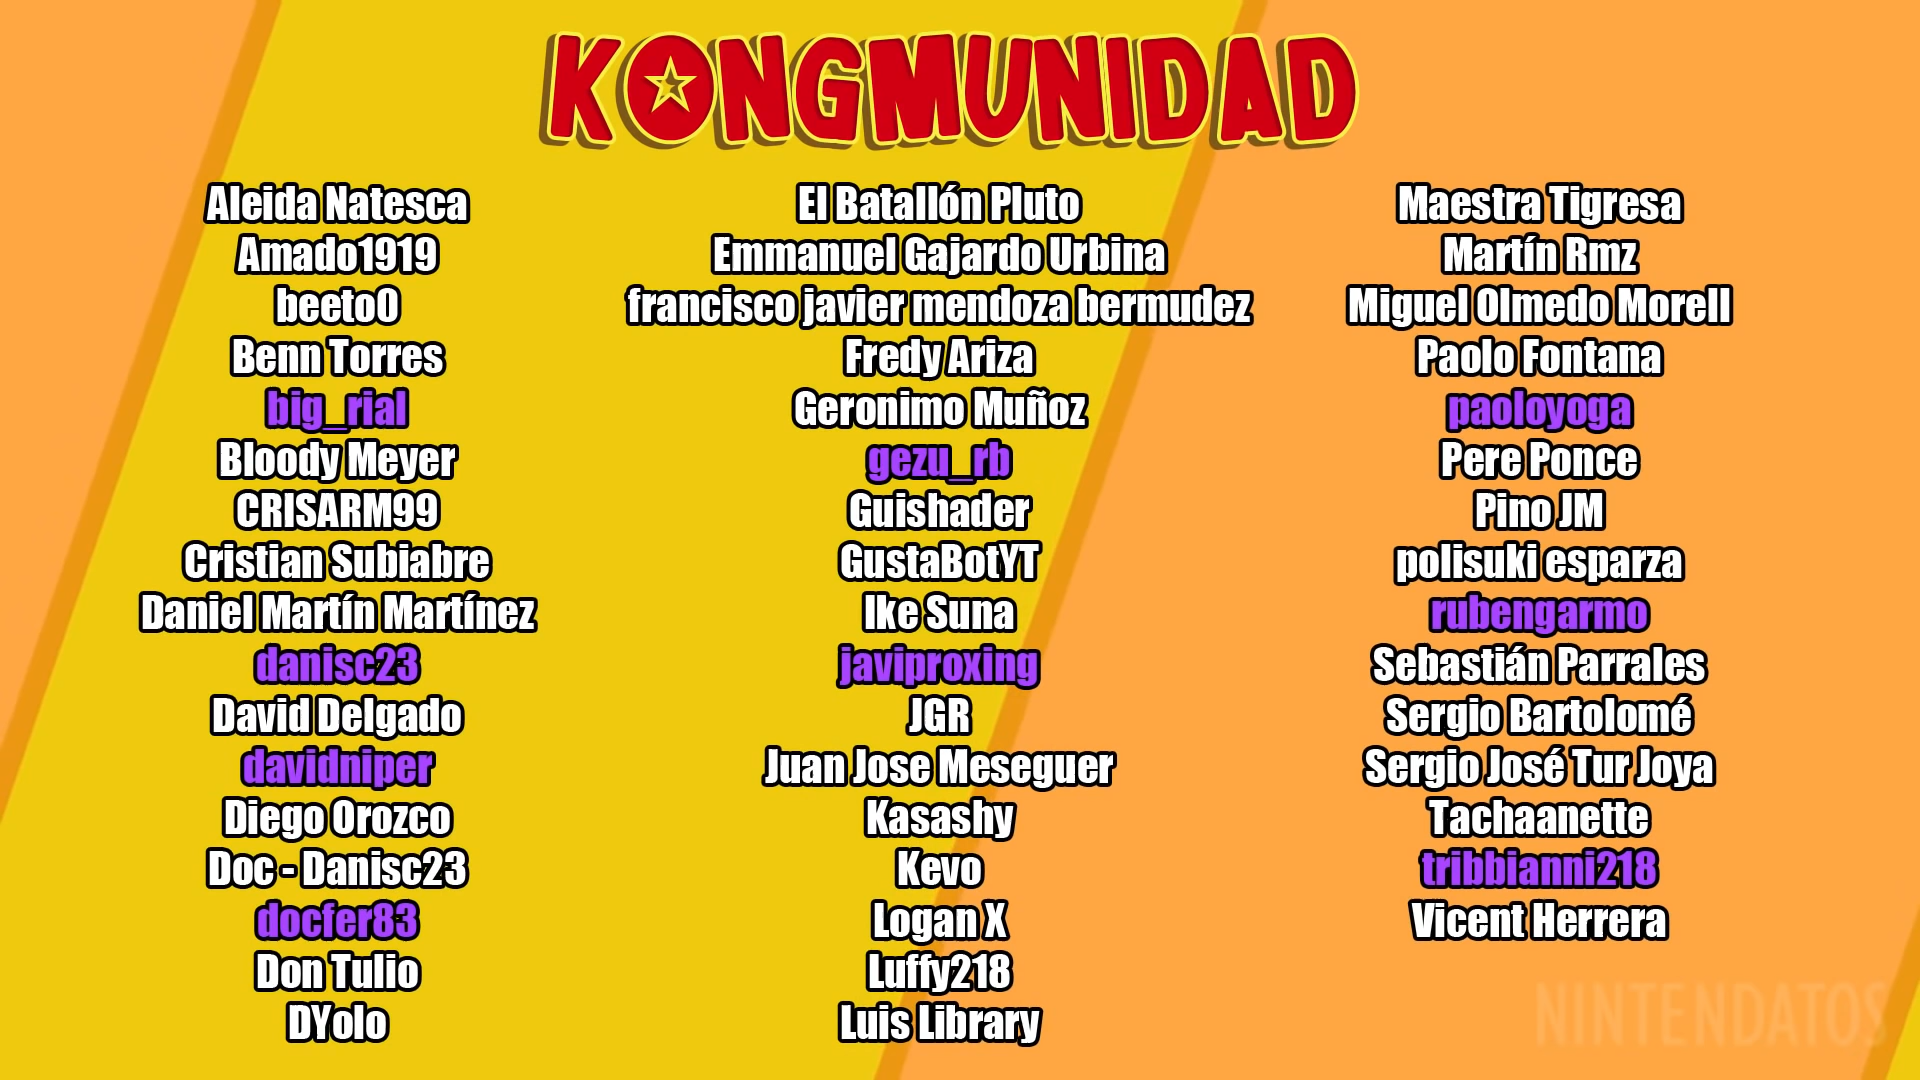 KONGMUNIDAD
Aleida Natesca
Amado1919
beeto0
Benn Torres
big_rial
Bloody Meyer
CRISARM99
Cristian Subiabre
Daniel Martín Martínez
danisc23
David Delgado
davidniper
Diego Orozco
Doc - Danisc23
docfer83
Don Tulio
DYolo
El Batallón Pluto
Emmanuel Gajardo Urbina
francisco javier mendoza bermudez
Fredy Ariza
Geronimo Muñoz
gezu_rb
Guishader
GustaBotYT
Ike Suna
javiproxing
JGR
Juan Jose Meseguer
Kasashy
Kevo
Logan X
Luffy218
Luis Library
Maestra Tigresa
Martín Rmz
Miguel Olmedo Morell
Paolo Fontana
paoloyoga
Pere Ponce
Pino JM
polisuki esparza
rubengarmo
Sebastián Parrales
Sergio Bartolomé
Sergio José Tur Joya
Tachaanette
tribbianni218
Vicent Herrera
NINTENDATOS